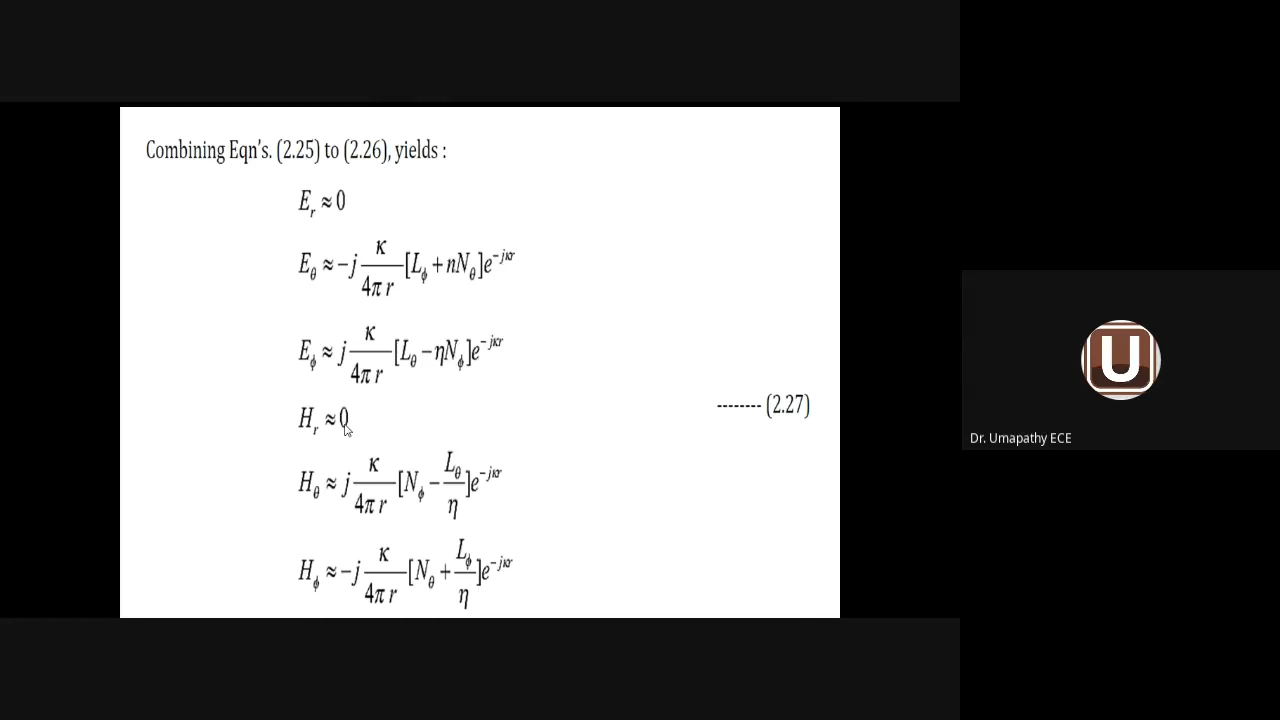 Combining Eqn's. (2.25) to (2.26), yields :
E_r ≈ 0
E_θ ≈ −j κ/4π r [L_ϕ + nN_θ]e^{−jκr}
E_ϕ ≈ j κ/4π r [L_θ − ηN_ϕ]e^{−jκr}
H_r ≈ 0
-------- (2.27)
H_θ ≈ j κ/4π r [N_ϕ − L_θ/η]e^{−jκr}
H_ϕ ≈ −j κ/4π r [N_θ + L_ϕ/η]e^{−jκr}
U
Dr. Umapathy ECE